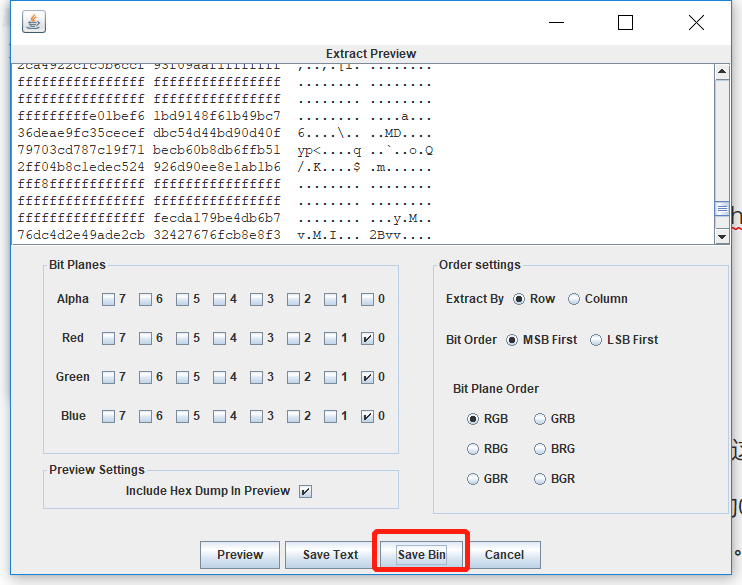 Extract Preview
ffffffffffffffff ffffffffffffffff ........ ........
ffffffffffffffff ffffffffffffffff ........ ........
fffffffffe01bef6 1bd9148f61b49bc7 ........ ....a...
36deae9fc35cecef dbc54d44bd90d40f 6....\.. ..MD....
79703cd787c19f71 becb60b8db6ffb51 yp<....q ..`..o.Q
2ff04b8c1edec524 926d90ee8e1ab1b6 /.K....$ .m......
fff8ffffffffffff ffffffffffffffff ........ ........
ffffffffffffffff ffffffffffffffff ........ ........
ffffffffffffffff fecda179be4db6b7 ........ ...y.M..
76dc4d2e49ade2cb 32427676fcb8e8f3 v.M.I... 2Bvv....
Bit Planes
Alpha 7 6 5 4 3 2 1 0
Red 7 6 5 4 3 2 1 0
Green 7 6 5 4 3 2 1 0
Blue 7 6 5 4 3 2 1 0
Preview Settings
Include Hex Dump In Preview
Order settings
Extract By Row Column
Bit Order MSB First LSB First
Bit Plane Order
RGB GRB
RBG BRG
GBR BGR
Preview Save Text Save Bin Cancel